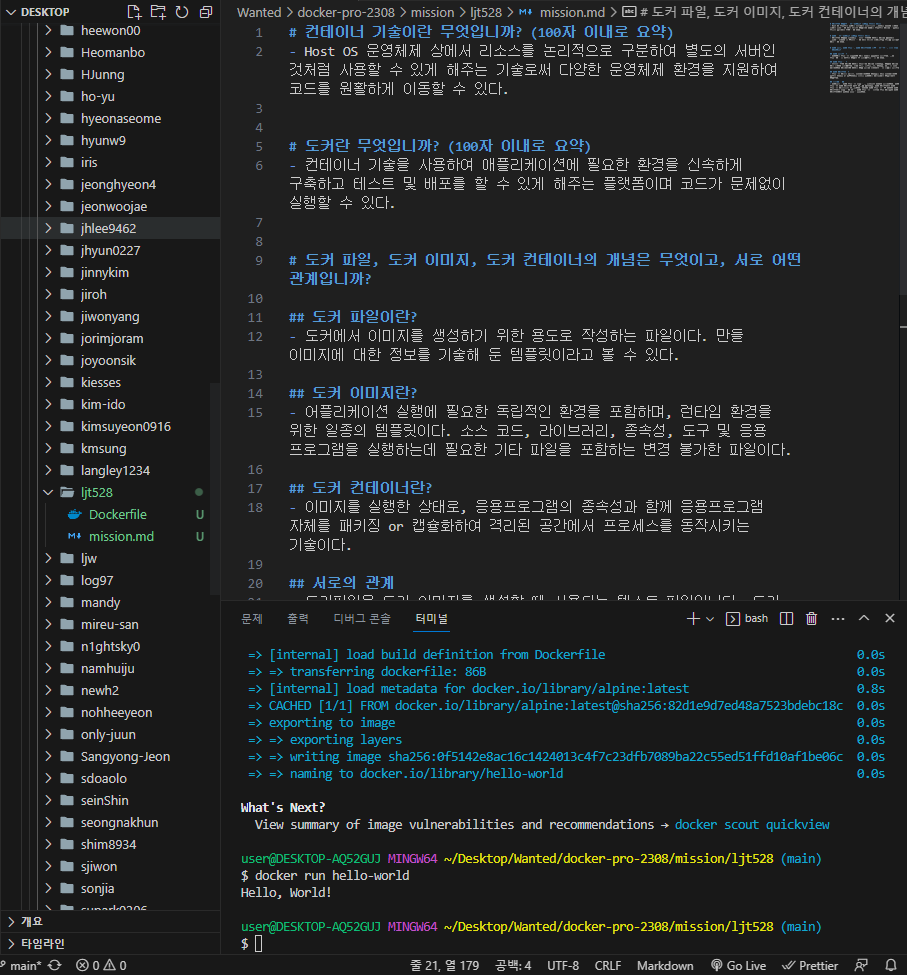 DESKTOP
heewon00
Heomanbo
HJunng
ho-yu
hyeonaseome
hyunw9
iris
jeonghyeon4
jeonwoojae
jhlee9462
jhyun0227
jinnykim
jiroh
jiwonyang
jorimjoram
joyoonsik
kiesses
kim-ido
kimsuyeon0916
kmsung
langley1234
ljt528
Dockerfile U
mission.md U
ljw
log97
mandy
mireu-san
n1ghtsky0
namhuiju
newh2
nohheeyeon
only-juun
Sangyong-Jeon
sdoaolo
seinShin
seongnakhun
shim8934
sjiwon
sonjia
개요
타임라인
Wanted > docker-pro-2308 > mission > ljt528 > mission.md > # 도커 파일, 도커 이미지, 도커 컨테이너의 개념
1 # 컨테이너 기술이란 무엇입니까? (100자 이내로 요약)
2 - Host OS 운영체제 상에서 리소스를 논리적으로 구분하여 별도의 서버인
것처럼 사용할 수 있게 해주는 기술로써 다양한 운영체제 환경을 지원하여
코드를 원활하게 이동할 수 있다.
3
4
5 # 도커란 무엇입니까? (100자 이내로 요약)
6 - 컨테이너 기술을 사용하여 애플리케이션에 필요한 환경을 신속하게
구축하고 테스트 및 배포를 할 수 있게 해주는 플랫폼이며 코드가 문제없이
실행할 수 있다.
7
8
9 # 도커 파일, 도커 이미지, 도커 컨테이너의 개념은 무엇이고, 서로 어떤
관계입니까?
10
11 ## 도커 파일이란?
12 - 도커에서 이미지를 생성하기 위한 용도로 작성하는 파일이다. 만들
이미지에 대한 정보를 기술해 둔 템플릿이라고 볼 수 있다.
13
14 ## 도커 이미지란?
15 - 어플리케이션 실행에 필요한 독립적인 환경을 포함하며, 런타임 환경을
위한 일종의 템플릿이다. 소스 코드, 라이브러리, 종속성, 도구 및 응용
프로그램을 실행하는데 필요한 기타 파일을 포함하는 변경 불가한 파일이다.
16
17 ## 도커 컨테이너란?
18 - 이미지를 실행한 상태로, 응용프로그램의 종속성과 함께 응용프로그램
자체를 패키징 or 캡슐화하여 격리된 공간에서 프로세스를 동작시키는
기술이다.
19
20 ## 서로의 관계
문제 출력 디버그 콘솔 터미널 bash
=> [internal] load build definition from Dockerfile 0.0s
=> => transferring dockerfile: 86B 0.0s
=> [internal] load metadata for docker.io/library/alpine:latest 0.8s
=> CACHED [1/1] FROM docker.io/library/alpine:latest@sha256:82d1e9d7ed48a7523bdebc18c 0.0s
=> exporting to image 0.0s
=> => exporting layers 0.0s
=> => writing image sha256:0f5142e8ac16c1424013c4f7c23dfb7089ba22c55ed51ffd10af1be06c 0.0s
=> => naming to docker.io/library/hello-world 0.0s
What's Next?
View summary of image vulnerabilities and recommendations → docker scout quickview
user@DESKTOP-AQ52GUJ MINGW64 ~/Desktop/Wanted/docker-pro-2308/mission/ljt528 (main)
$ docker run hello-world
Hello, World!
user@DESKTOP-AQ52GUJ MINGW64 ~/Desktop/Wanted/docker-pro-2308/mission/ljt528 (main)
$
main* 0 0 줄 21, 열 179 공백: 4 UTF-8 CRLF Markdown Go Live Prettier